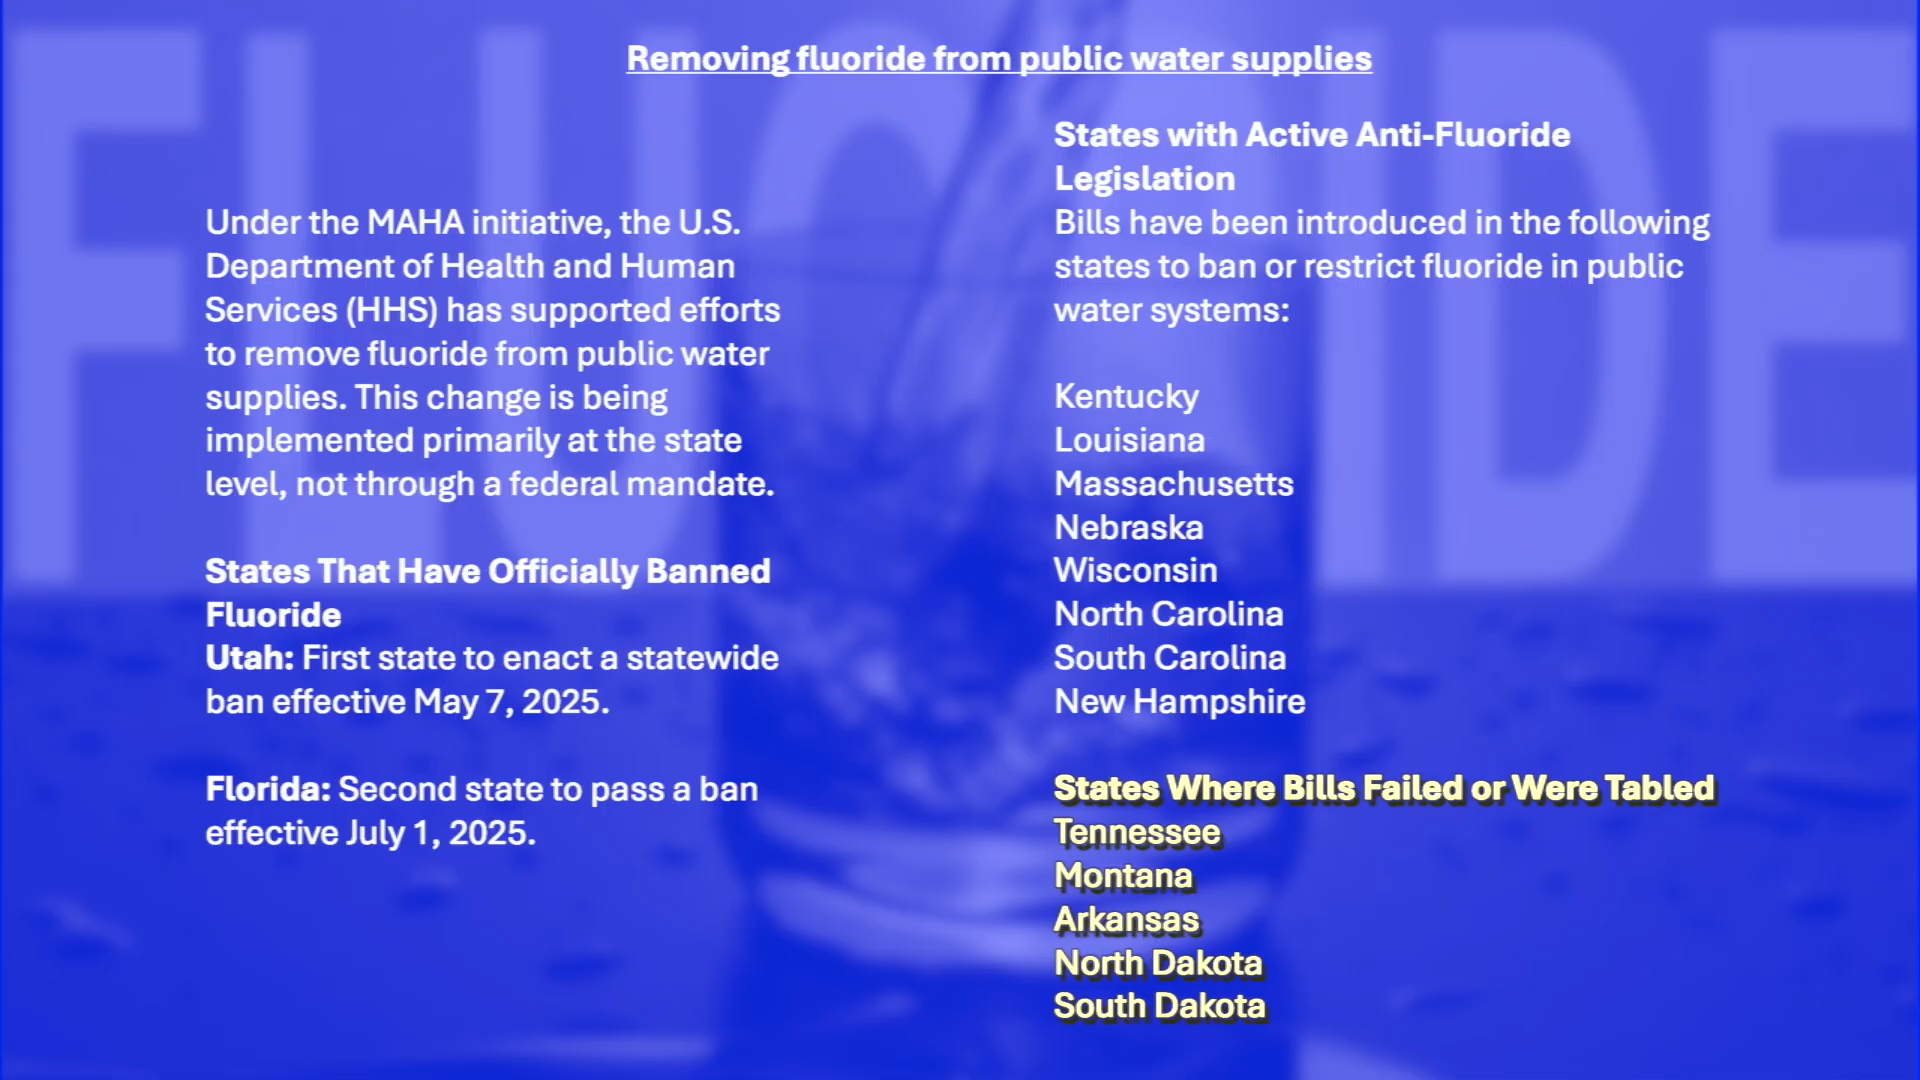 Removing fluoride from public water supplies
Under the MAHA initiative, the U.S.
Department of Health and Human
Services (HHS) has supported efforts
to remove fluoride from public water
supplies. This change is being
implemented primarily at the state
level, not through a federal mandate.
States That Have Officially Banned
Fluoride
Utah: First state to enact a statewide
ban effective May 7, 2025.
Florida: Second state to pass a ban
effective July 1, 2025.
States with Active Anti-Fluoride
Legislation
Bills have been introduced in the following
states to ban or restrict fluoride in public
water systems:
Kentucky
Louisiana
Massachusetts
Nebraska
Wisconsin
North Carolina
South Carolina
New Hampshire
States Where Bills Failed or Were Tabled
Tennessee
Montana
Arkansas
North Dakota
South Dakota
FLUORIDE